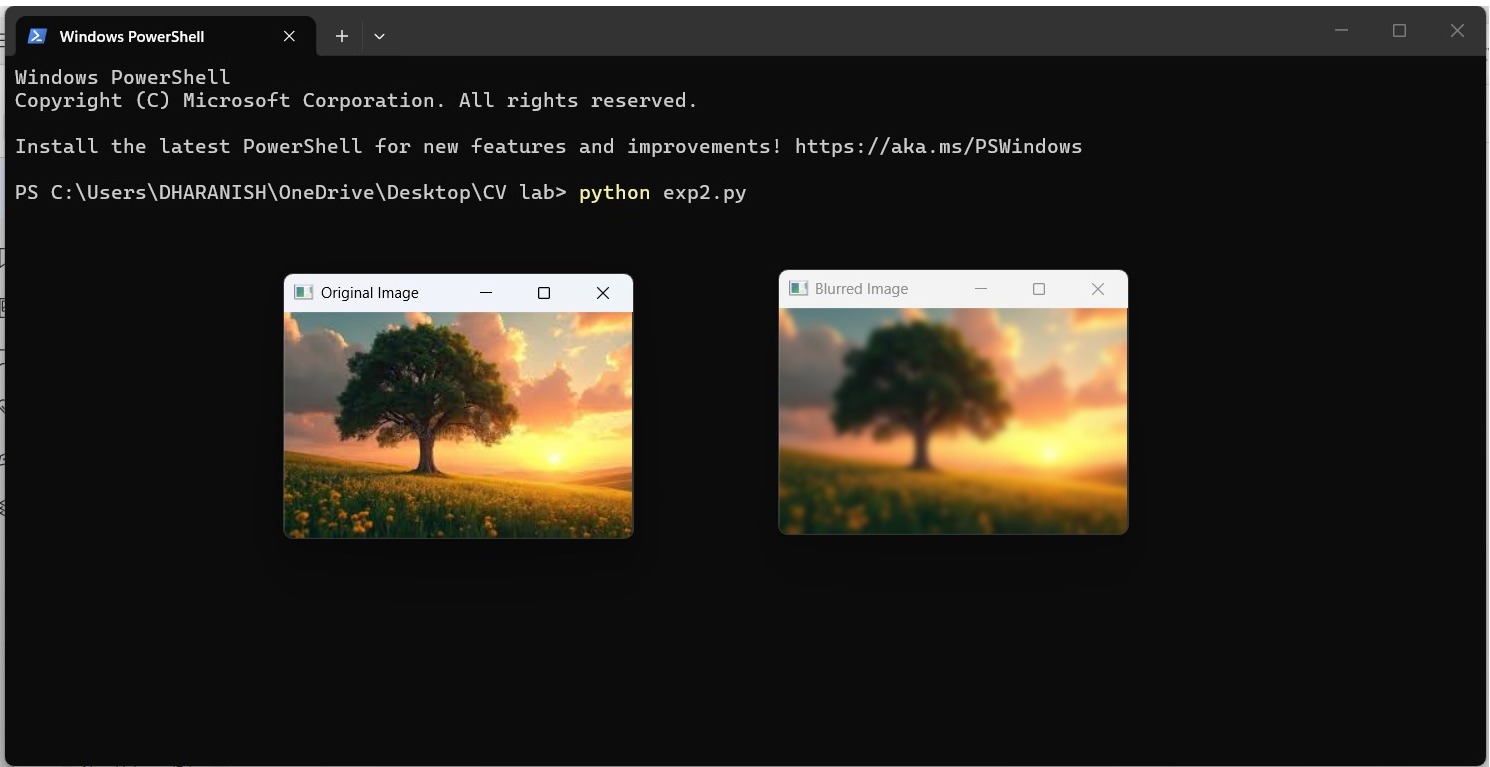 Windows PowerShell
Windows PowerShell
Copyright (C) Microsoft Corporation. All rights reserved.
Install the latest PowerShell for new features and improvements! https://aka.ms/PSWindows
PS C:\Users\DHARANISH\OneDrive\Desktop\CV lab> python exp2.py
Original Image
Blurred Image